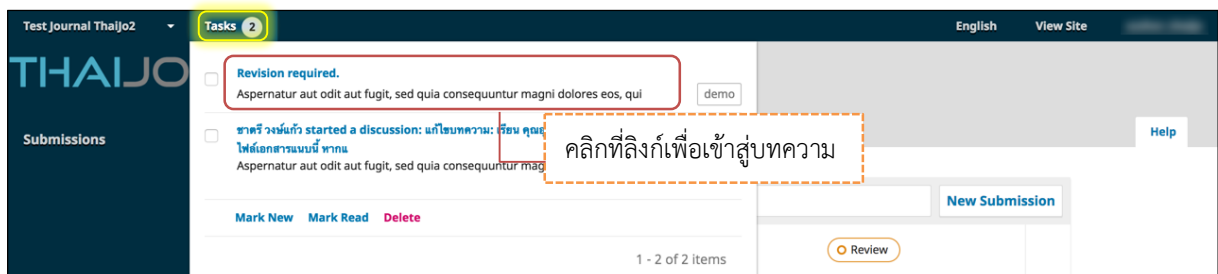 Test Journal ThaiJo2
Tasks 2
English
View Site
THAIJO
Submissions
Revision required.
Aspernatur aut odit aut fugit, sed quia consequuntur magni dolores eos, qui
demo
ชาตรี วงษ์แก้ว started a discussion: แก้ไขบทความ: เรียน
ไฟล์เอกสารแนบนี้ หากแ
Aspernatur aut odit aut fugit, sed quia consequuntur mag
คลิกที่ลิงก์เพื่อเข้าสู่บทความ
Help
New Submission
Mark New Mark Read Delete
Review
1 - 2 of 2 items